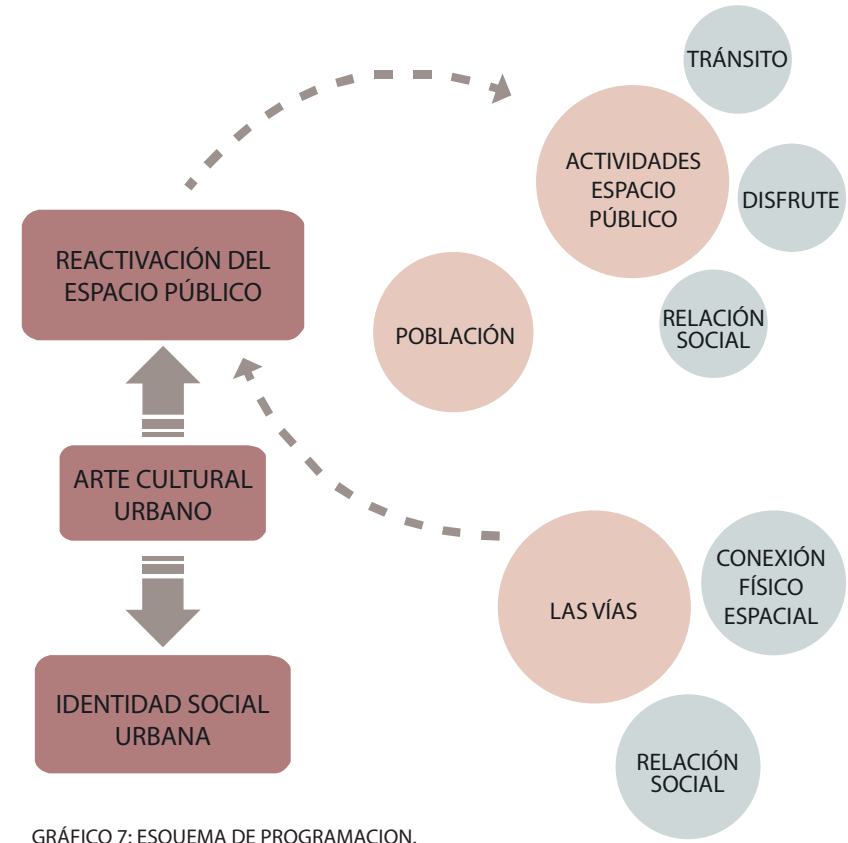 TRÁNSITO
ACTIVIDADES
ESPACIO
PÚBLICO
DISFRUTE
RELACIÓN
SOCIAL
POBLACIÓN
REACTIVACIÓN DEL
ESPACIO PÚBLICO
ARTE CULTURAL
URBANO
IDENTIDAD SOCIAL
URBANA
LAS VÍAS
CONEXIÓN
FÍSICO
ESPACIAL
RELACIÓN
SOCIAL
GRÁFICO 7: ESQUEMA DE PROGRAMACION.